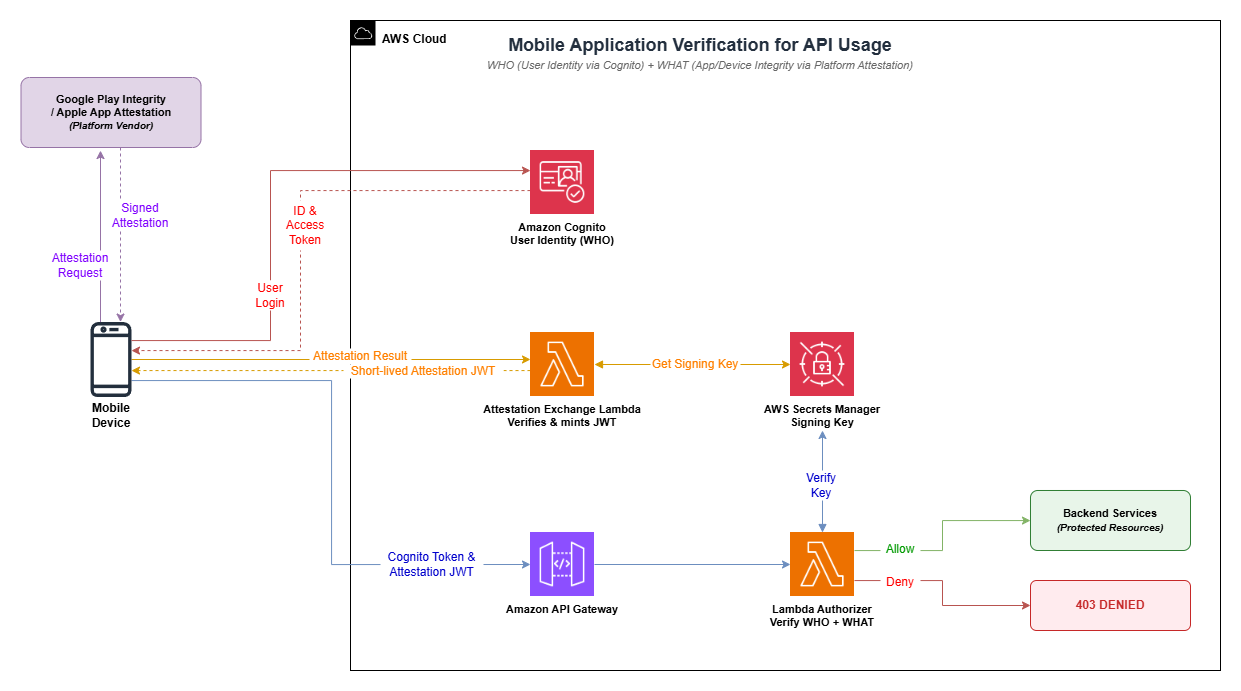 AWS Cloud
Mobile Application Verification for API Usage
WHO (User Identity via Cognito) + WHAT (App/Device Integrity via Platform Attestation)
Google Play Integrity
/ Apple App Attestation
(Platform Vendor)
Signed
Attestation
Attestation
Request
ID &
Access
Token
User
Login
Amazon Cognito
User Identity (WHO)
Mobile
Device
Attestation Result
Short-lived Attestation JWT
Get Signing Key
Attestation Exchange Lambda
Verifies & mints JWT
AWS Secrets Manager
Signing Key
Verify
Key
Cognito Token &
Attestation JWT
Amazon API Gateway
Lambda Authorizer
Verify WHO + WHAT
Allow
Deny
Backend Services
(Protected Resources)
403 DENIED